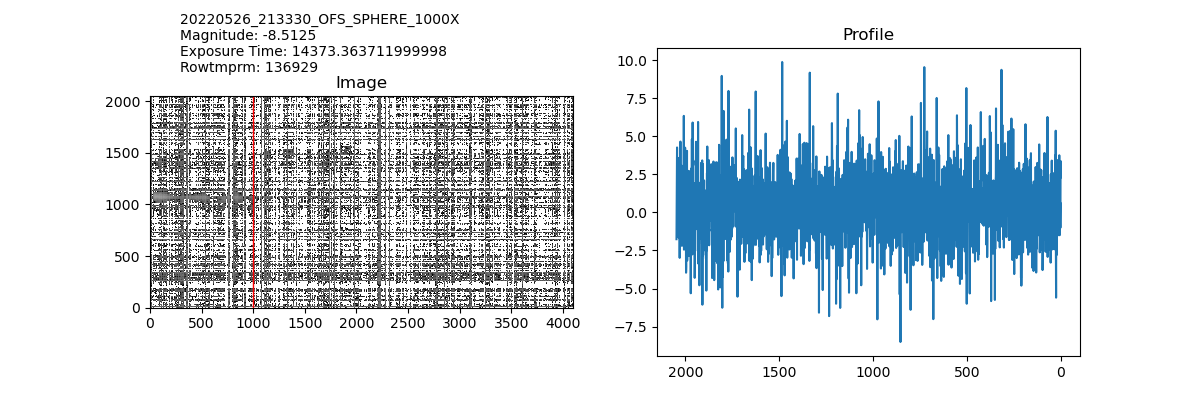 20220526_213330_OFS_SPHERE_1000X
Magnitude: -8.5125
Exposure Time: 14373.363711999998
Rowtmprm: 136929
Image
2000
1500
1000
500
0
0 500 1000 1500 2000 2500 3000 3500 4000
Profile
10.0
7.5
5.0
2.5
0.0
−2.5
−5.0
−7.5
2000 1500 1000 500 0